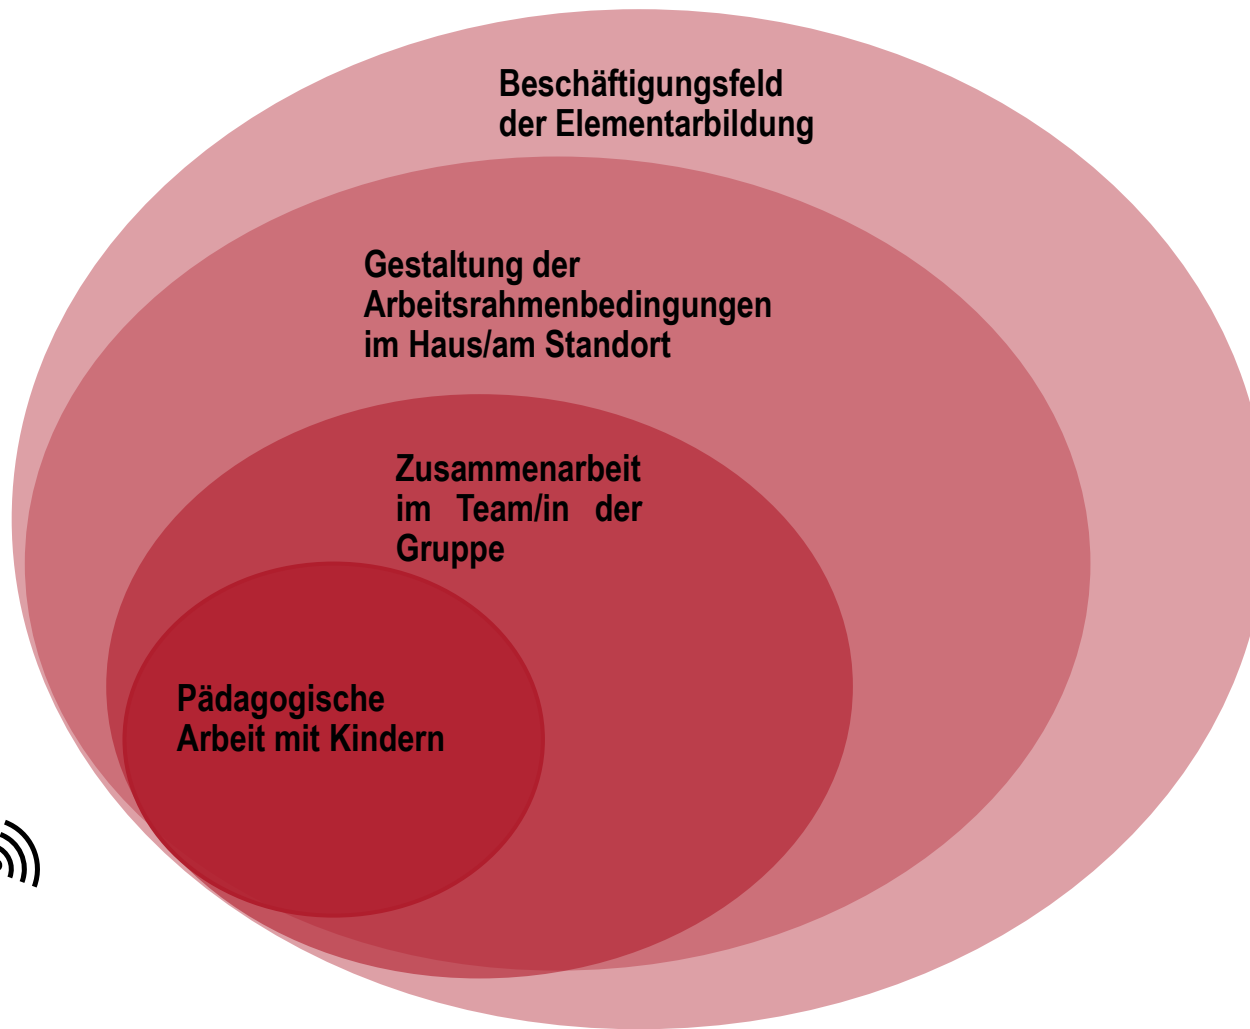 Beschäftigungsfeld
der Elementarbildung
Gestaltung der
Arbeitsrahmenbedingungen
im Haus/am Standort
Zusammenarbeit
im Team/in der
Gruppe
Pädagogische
Arbeit mit Kindern